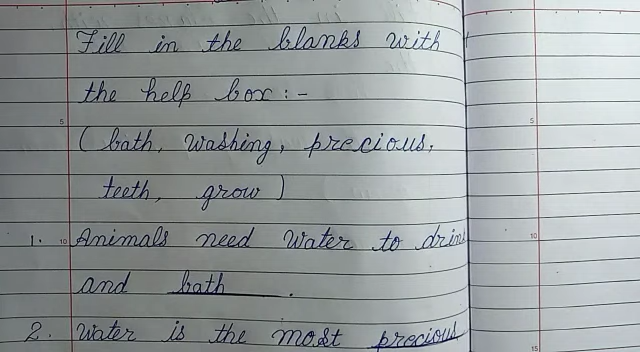 Fill in the blanks with
the help box :-
( bath, washing, precious,
teeth, grow )
1. Animals need water to drink
and bath.
2. Water is the most precious